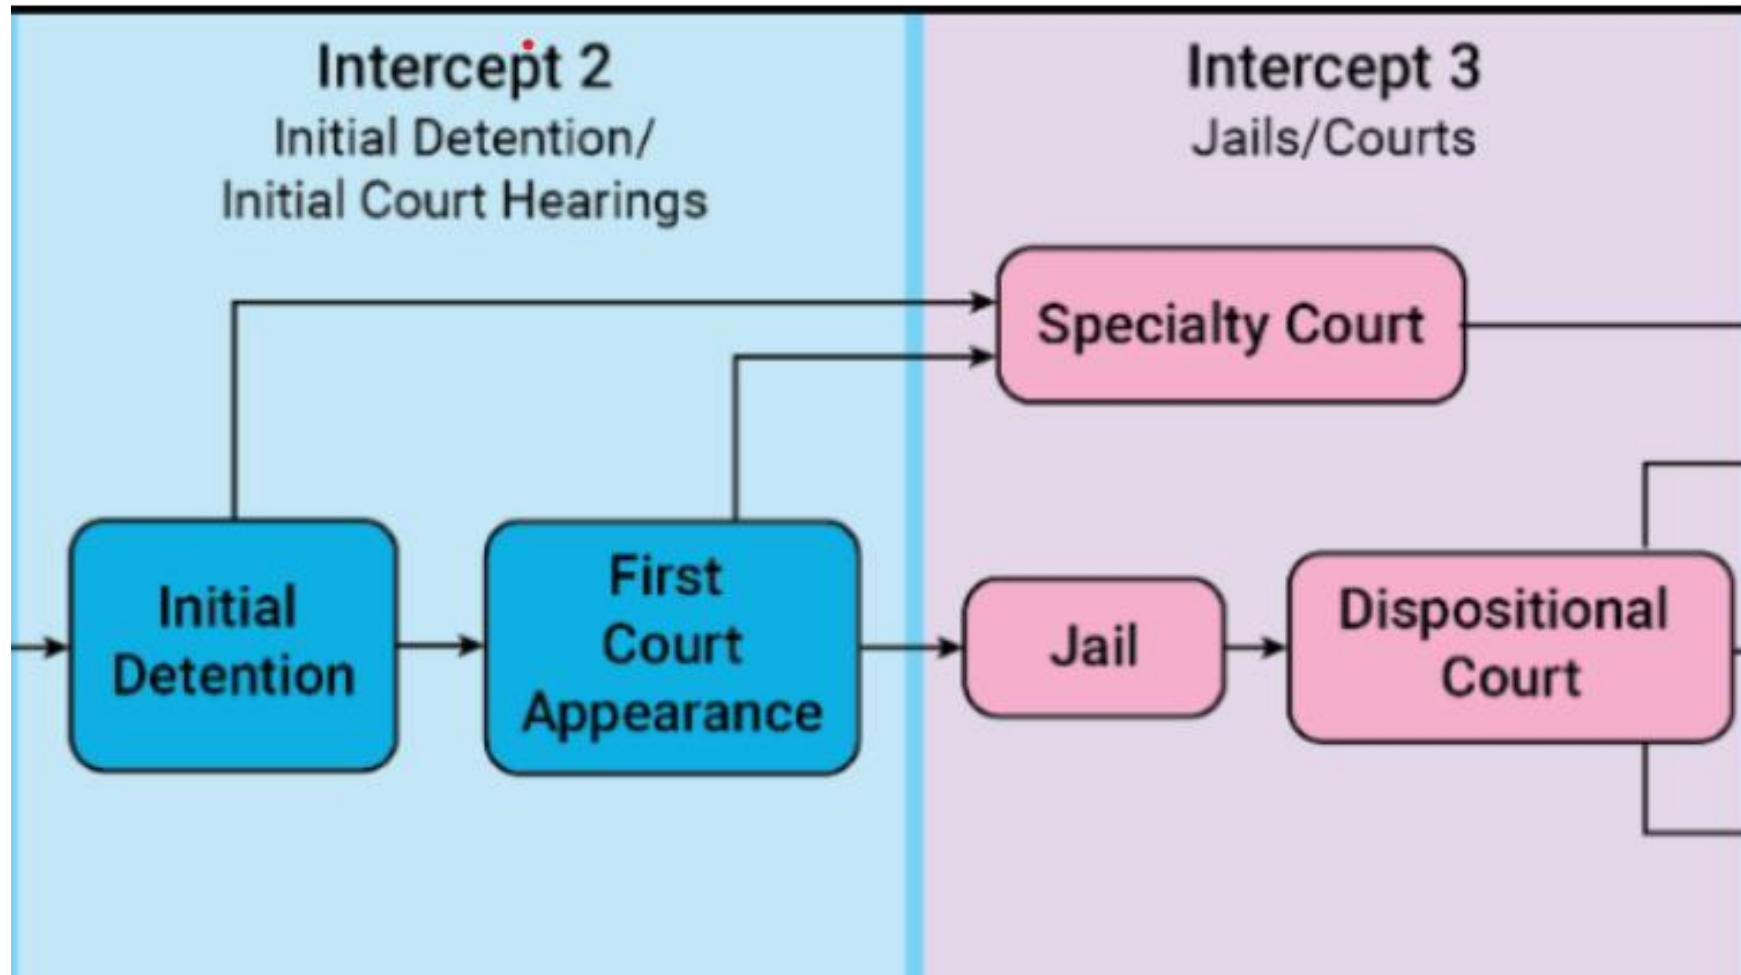 Intercept 2
Initial Detention/
Initial Court Hearings
Intercept 3
Jails/Courts
Specialty Court
Initial
Detention
First
Court
Appearance
Jail
Dispositional
Court